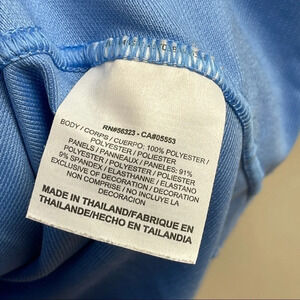 RN#56323 - CA#05553
BODY / CORPS / CUERPO: 100% POLYESTER /
POLYESTER / POLIESTER
PANELS / PANNEAUX / PANELES: 91%
POLYESTER / POLYESTER / POLIESTER
9% SPANDEX / ELASTHANNE / ELASTANO
EXCLUSIVE OF DECORATION / DECORATION
NON COMPRISE / NO INCLUYE LA
DECORACION
MADE IN THAILAND/FABRIQUE EN
THAILANDE/HECHO EN TAILANDIA